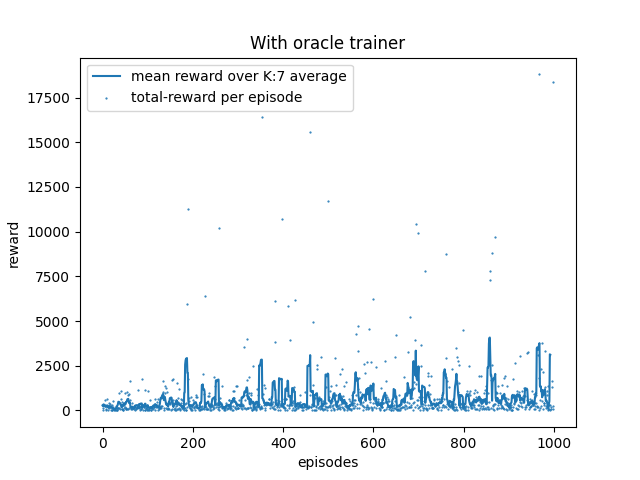 With oracle trainer
mean reward over K:7 average
total-reward per episode
17500
15000
12500
10000
7500
5000
2500
0
reward
0 200 400 600 800 1000
episodes